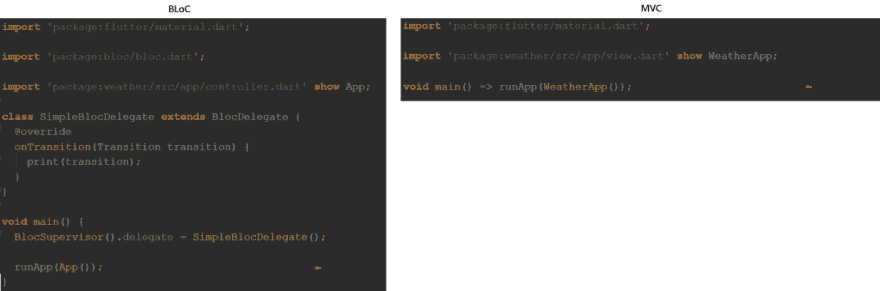 BLoC
import 'package:flutter/material.dart';
import 'package:bloc/bloc.dart';
import 'package:weather/src/app/controller.dart' show App;
class SimpleBlocDelegate extends BlocDelegate {
@override
onTransition(Transition transition) {
print(transition);
}
}
void main() {
BlocSupervisor().delegate = SimpleBlocDelegate();
runApp(App()); ←
}
MVC
import 'package:flutter/material.dart';
import 'package:weather/src/app/view.dart' show WeatherApp;
void main() => runApp(WeatherApp()); ←